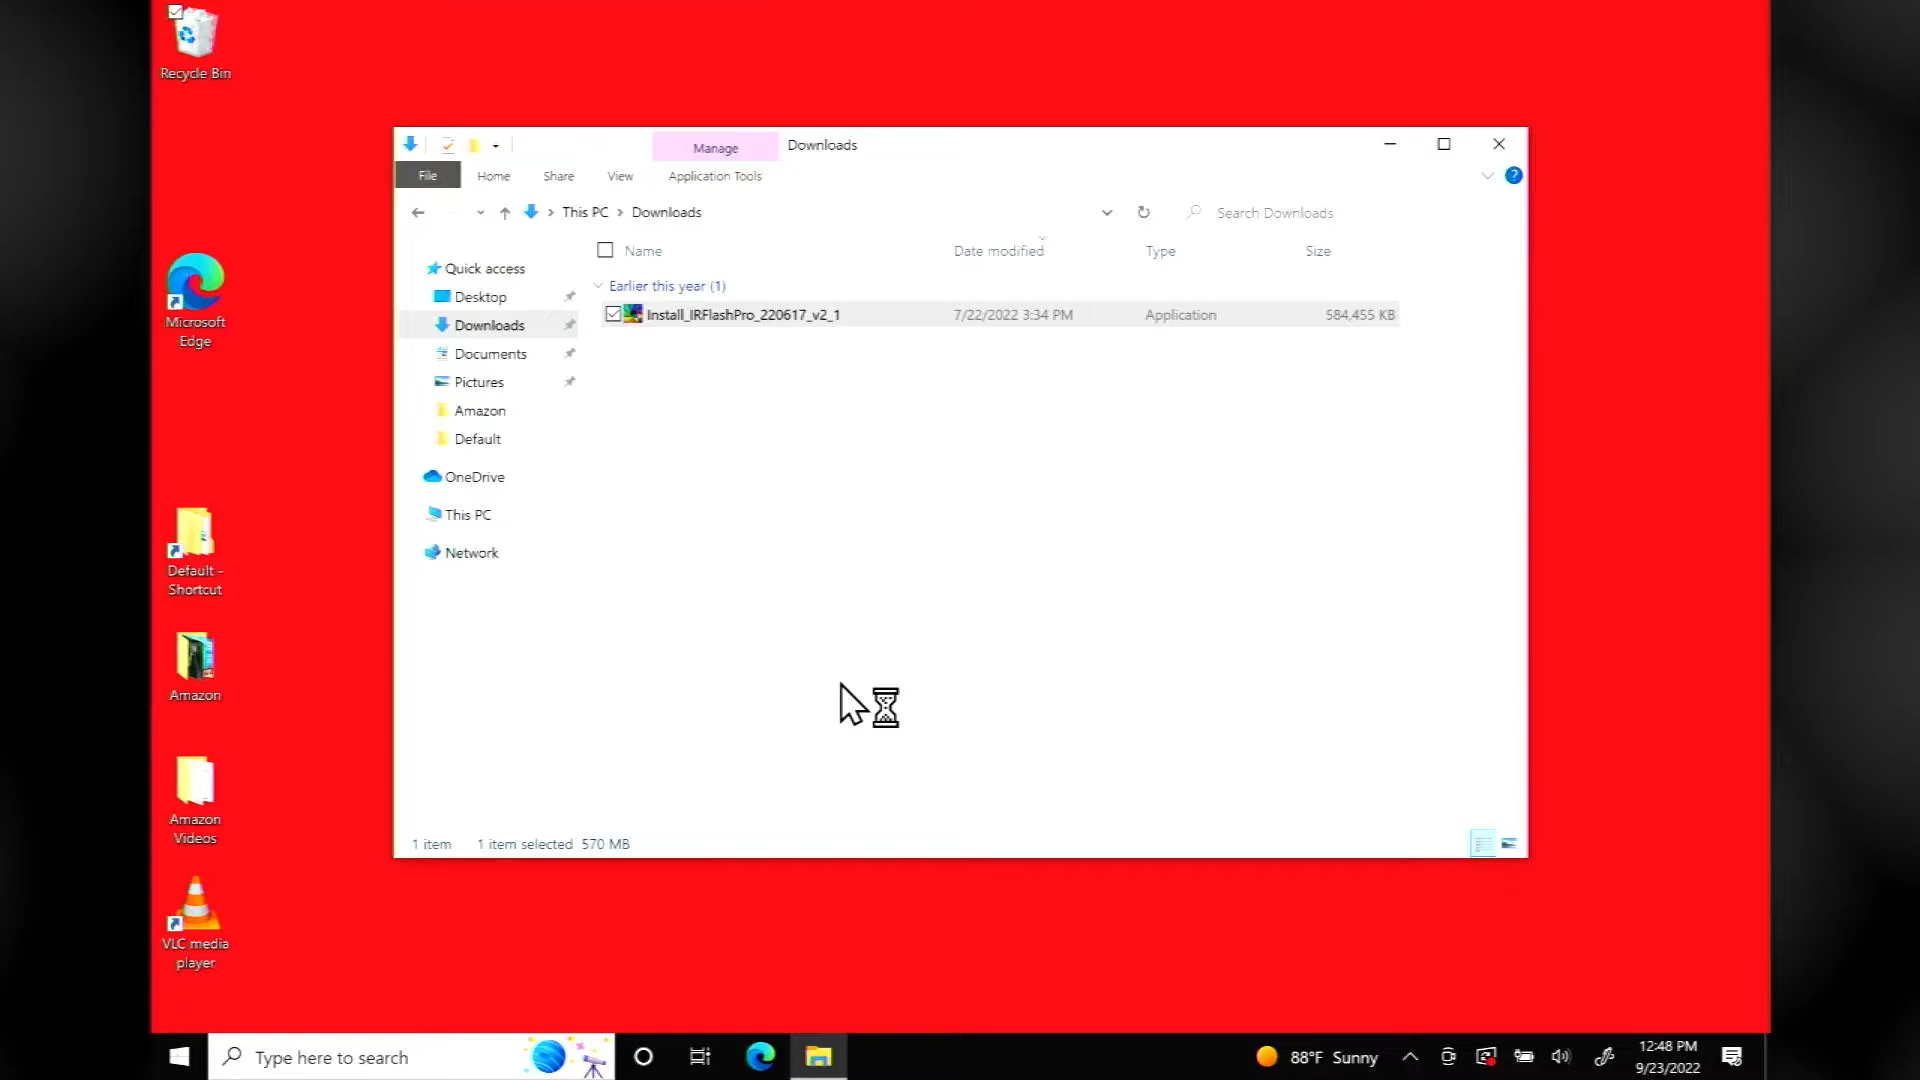 Recycle Bin
Microsoft
Edge
Default -
Shortcut
Amazon
Amazon
Videos
VLC media
player
Manage
Downloads
File
Home
Share
View
Application Tools
?
This PC > Downloads
Search Downloads
Name
Date modified
Type
Size
Earlier this year (1)
Install_IRFlashPro_220617_v2_1
7/22/2022 3:34 PM
Application
584,455 KB
Quick access
Desktop
Downloads
Documents
Pictures
Amazon
Default
OneDrive
This PC
Network
1 item
1 item selected 570 MB
Type here to search
88°F Sunny
12:48 PM
9/23/2022